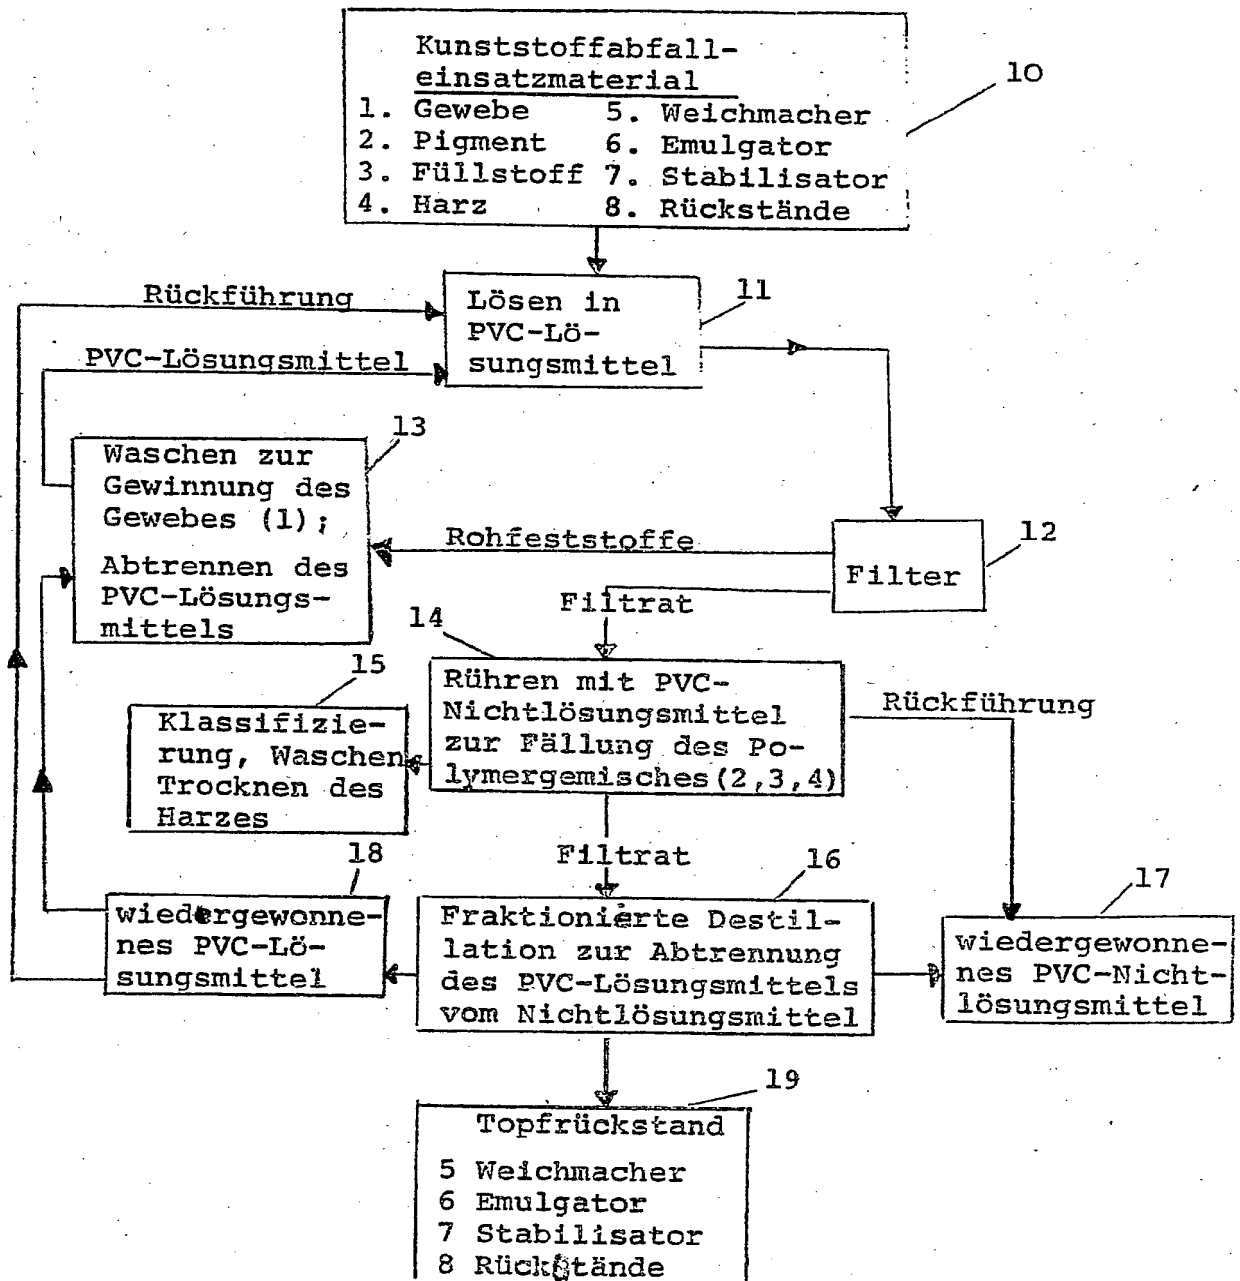 Kunststoffabfall-
einsatzmaterial
1. Gewebe 5. Weichmacher
2. Pigment 6. Emulgator
3. Füllstoff 7. Stabilisator
4. Harz 8. Rückstände
10
Rückführung
Lösen in
PVC-Lö-
sungsmittel
11
PVC-Lösungsmittel
13
Waschen zur
Gewinnung des
Gewebes (1);
Abtrennen des
PVC-Lösungs-
mittels
Rohfeststoffe
Filter
12
Filtrat
14
Rühren mit PVC-
Nichtlösungsmittel
zur Fällung des Po-
lymergemisches(2,3,4)
Rückführung
15
Klassifizie-
rung, Waschen
Trocknen des
Harzes
Filtrat
18
wiedergewonne-
nes PVC-Lö-
sungsmittel
16
Fraktionierte Destil-
lation zur Abtrennung
des PVC-Lösungsmittels
vom Nichtlösungsmittel
17
wiedergewonne-
nes PVC-Nicht-
lösungsmittel
19
Topfrückstand
5 Weichmacher
6 Emulgator
7 Stabilisator
8 Rückstände